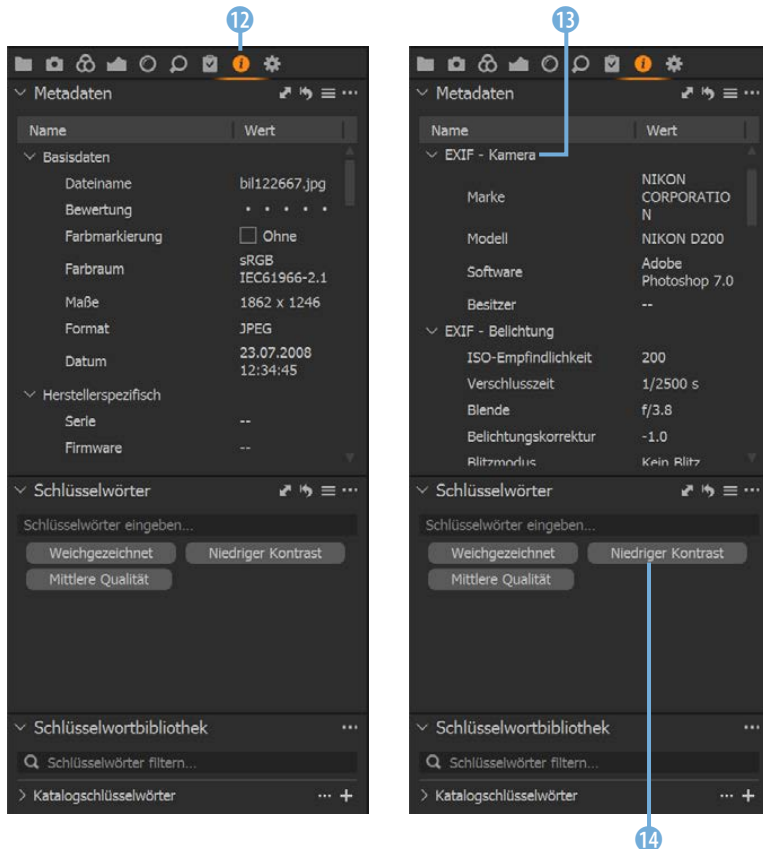 12
Metadaten
Name Wert
Basisdaten
Dateiname bil122667.jpg
Bewertung
Farbmarkierung Ohne
Farbraum sRGB IEC61966-2.1
Maße 1862 x 1246
Format JPEG
Datum 23.07.2008 12:34:45
Herstellerspezifisch
Serie --
Firmware --
Schlüsselwörter
Schlüsselwörter eingeben...
Weichgezeichnet Niedriger Kontrast
Mittlere Qualität
Schlüsselwortbibliothek
Schlüsselwörter filtern...
Katalogschlüsselwörter
13
Metadaten
Name Wert
EXIF - Kamera
Marke NIKON CORPORATIO
N
Modell NIKON D200
Software Adobe Photoshop 7.0
Besitzer --
EXIF - Belichtung
ISO-Empfindlichkeit 200
Verschlusszeit 1/2500 s
Blende f/3.8
Belichtungskorrektur -1.0
Blitzmodus Kein Blitz
Schlüsselwörter
Schlüsselwörter eingeben...
Weichgezeichnet Niedriger Kontrast
Mittlere Qualität
Schlüsselwortbibliothek
Schlüsselwörter filtern...
Katalogschlüsselwörter
14